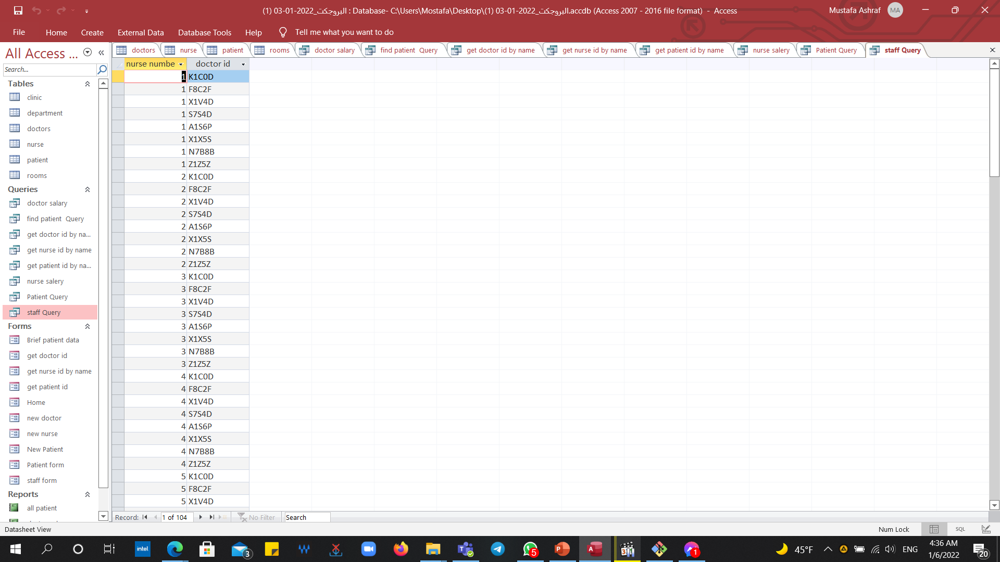 البروجكت_2022-01-03 (1) : Database- C:\Users\Mostafa\Desktop\البروجكت_2022-01-03 (1).accdb (Access 2007 - 2016 file format) - Access
Mustafa Ashraf
MA
File
Home
Create
External Data
Database Tools
Help
Tell me what you want to do
All Access ...
doctors
nurse
patient
rooms
doctor salary
find patient Query
get doctor id by name
get nurse id by name
get patient id by name
nurse salery
Patient Query
staff Query
Search...
Tables
clinic
department
doctors
nurse
patient
rooms
Queries
doctor salary
find patient Query
get doctor id by na...
get nurse id by name
get patient id by na...
nurse salery
Patient Query
staff Query
Forms
Brief patient data
get doctor id
get nurse id by name
get patient id
Home
new doctor
new nurse
New Patient
Patient form
staff form
Reports
all patient
nurse numbe doctor id
1 K1C0D
1 F8C2F
1 X1V4D
1 S7S4D
1 A1S6P
1 X1X5S
1 N7B8B
1 Z1Z5Z
2 K1C0D
2 F8C2F
2 X1V4D
2 S7S4D
2 A1S6P
2 X1X5S
2 N7B8B
2 Z1Z5Z
3 K1C0D
3 F8C2F
3 X1V4D
3 S7S4D
3 A1S6P
3 X1X5S
3 N7B8B
3 Z1Z5Z
4 K1C0D
4 F8C2F
4 X1V4D
4 S7S4D
4 A1S6P
4 X1X5S
4 N7B8B
4 Z1Z5Z
5 K1C0D
5 F8C2F
5 X1V4D
Record: 1 of 104 No Filter Search
Datasheet View
Num Lock
SQL
intel
3
5
1
45°F
ENG
4:36 AM
1/6/2022
20